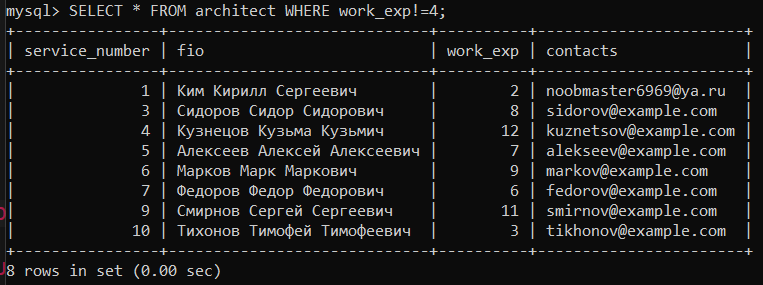 mysql> SELECT * FROM architect WHERE work_exp!=4;
+----------------+----------------------------+----------+-----------------------+
| service_number | fio | work_exp | contacts |
+----------------+----------------------------+----------+-----------------------+
| 1 | Ким Кирилл Сергеевич | 2 | noobmaster6969@ya.ru |
| 3 | Сидоров Сидор Сидорович | 8 | sidorov@example.com |
| 4 | Кузнецов Кузьма Кузьмич | 12 | kuznetsov@example.com |
| 5 | Алексеев Алексей Алексеевич | 7 | alekseev@example.com |
| 6 | Марков Марк Маркович | 9 | markov@example.com |
| 7 | Федоров Федор Федорович | 6 | fedorov@example.com |
| 9 | Смирнов Сергей Сергеевич | 11 | smirnov@example.com |
| 10 | Тихонов Тимофей Тимофеевич | 3 | tikhonov@example.com |
+----------------+----------------------------+----------+-----------------------+
8 rows in set (0.00 sec)